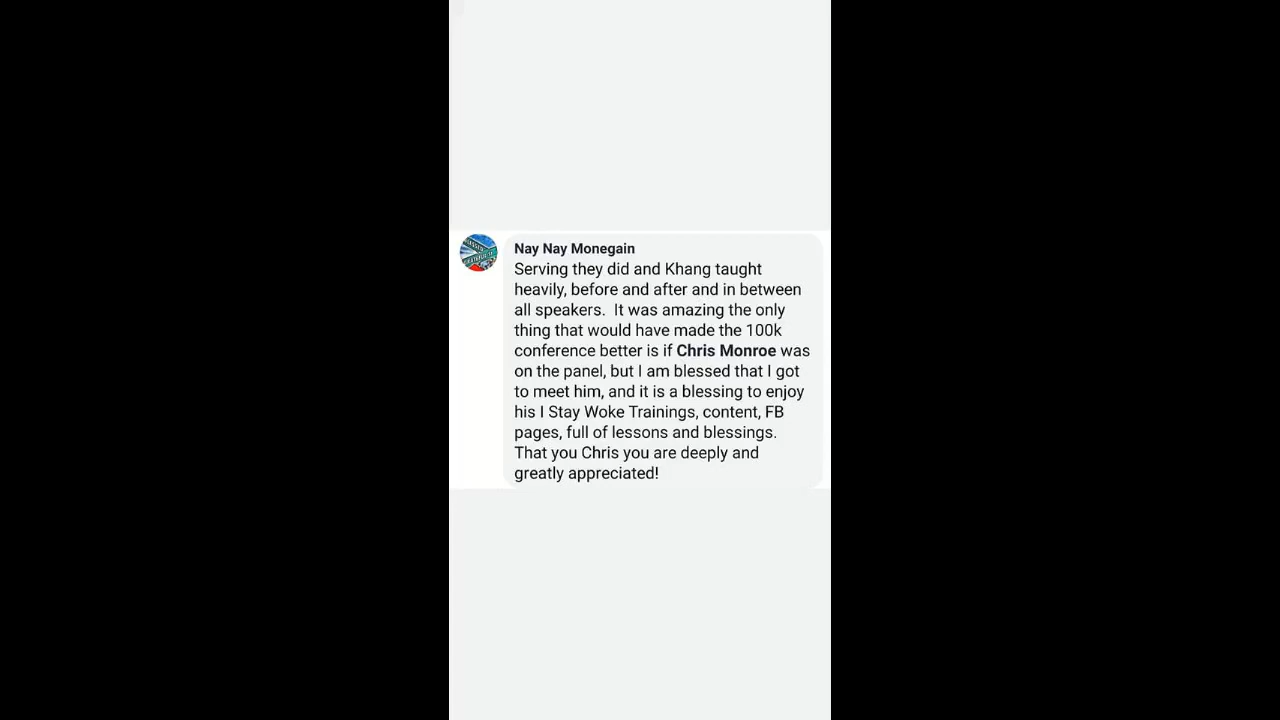 Nay Nay Monegain
Serving they did and Khang taught
heavily, before and after and in between
all speakers.  It was amazing the only
thing that would have made the 100k
conference better is if Chris Monroe was
on the panel, but I am blessed that I got
to meet him, and it is a blessing to enjoy
his I Stay Woke Trainings, content, FB
pages, full of lessons and blessings.
That you Chris you are deeply and
greatly appreciated!